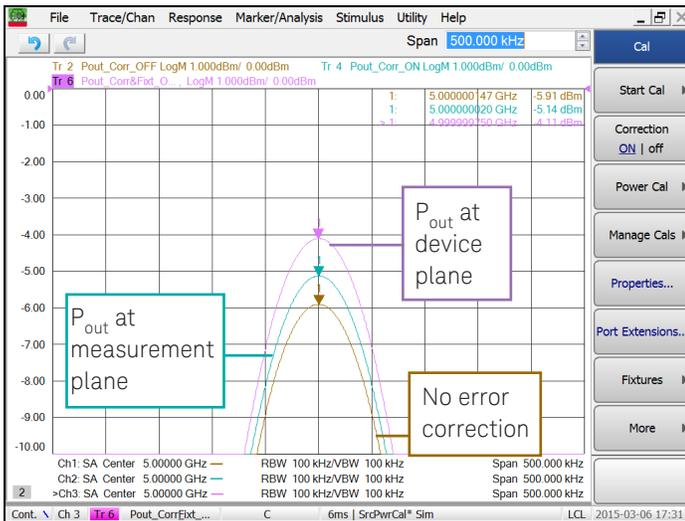 File Trace/Chan Response Marker/Analysis Stimulus Utility Help
Span 500.000 kHz
Tr 2 Pout_Corr_OFF LogM 1.000dBm/ 0.00dBm Tr 4 Pout_Corr_ON LogM 1.000dBm/ 0.00dBm
Tr 6 Pout_Corr&Fixt_O... , LogM 1.000dBm/ 0.00dBm
1: 5.000000147 GHz -5.91 dBm
1: 5.000000020 GHz -5.14 dBm
> 1: 4.999999750 GHz -4.11 dBm
0.00
-1.00
-2.00
-3.00
-4.00
-5.00
-6.00
-7.00
-8.00
-9.00
-10.00
Pout at
device
plane
Pout at
measurement
plane
No error
correction
Ch1: SA Center 5.00000 GHz RBW 100 kHz/VBW 100 kHz Span 500.000 kHz
Ch2: SA Center 5.00000 GHz RBW 100 kHz/VBW 100 kHz Span 500.000 kHz
>Ch3: SA Center 5.00000 GHz RBW 100 kHz/VBW 100 kHz Span 500.000 kHz
2
Cont. Ch 3 Tr 6 Pout_CorrFixt_... C 6ms | SrcPwrCal* Sim LCL 2015-03-06 17:31
Cal
Start Cal
Correction
ON | off
Power Cal
Manage Cals
Properties...
Port Extensions..
Fixtures
More